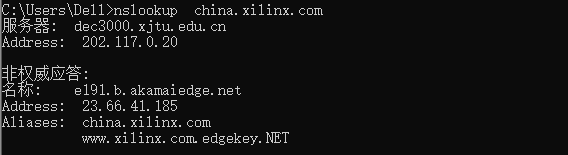 C:\Users\Dell>nslookup  china.xilinx.com
服务器:  dec3000.xjtu.edu.cn
Address:  202.117.0.20
非权威应答:
名称:    e191.b.akamaiedge.net
Address:  23.66.41.185
Aliases:  china.xilinx.com
          www.xilinx.com.edgekey.NET